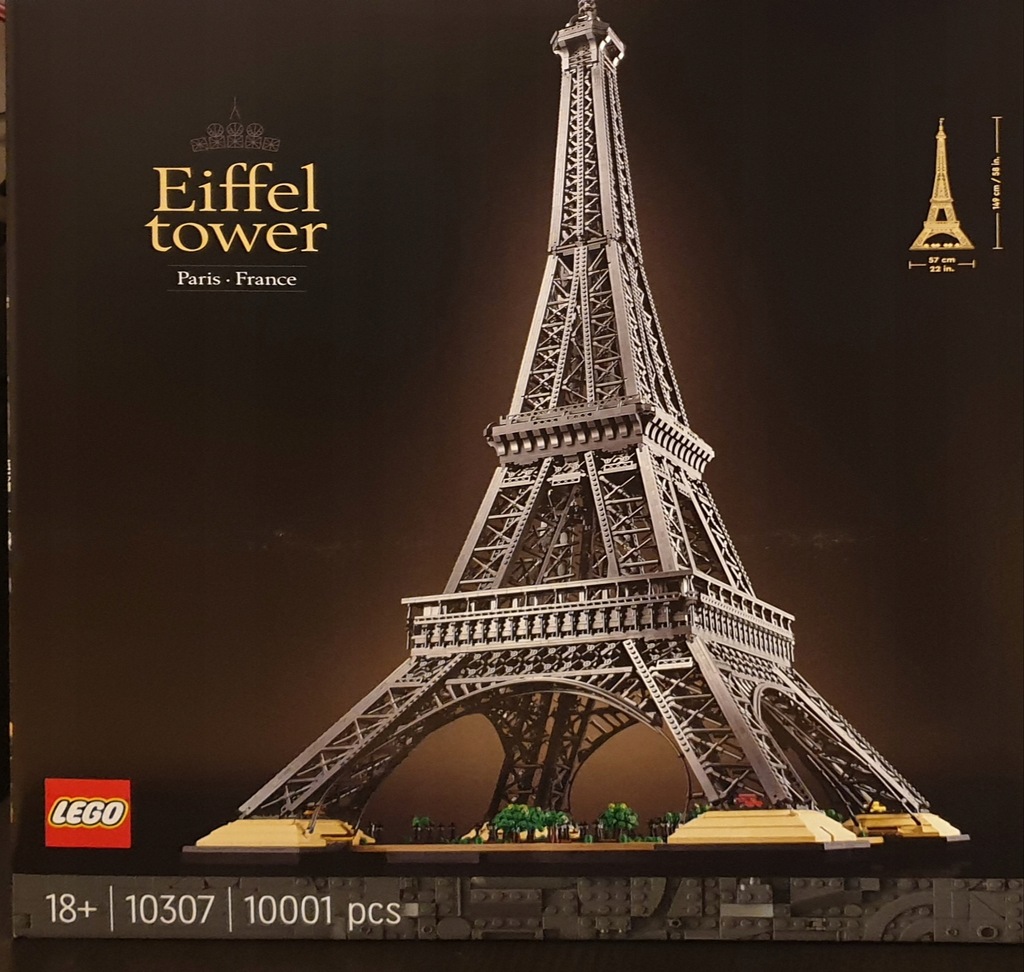 Eiffel
tower
Paris · France
149 cm / 58 in.
57 cm
22 in.
LEGO
18+ | 10307 | 10001 pcs